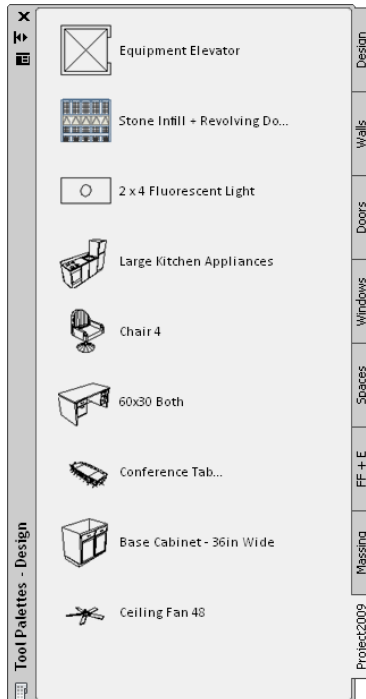 Equipment Elevator
Stone Infill + Revolving Do...
2 x 4 Fluorescent Light
Large Kitchen Appliances
Chair 4
60x30 Both
Conference Tab...
Base Cabinet - 36in Wide
Ceiling Fan 48
Tool Palettes - Design
Design
Walls
Doors
Windows
Spaces
FF + E
Massing
Project2009